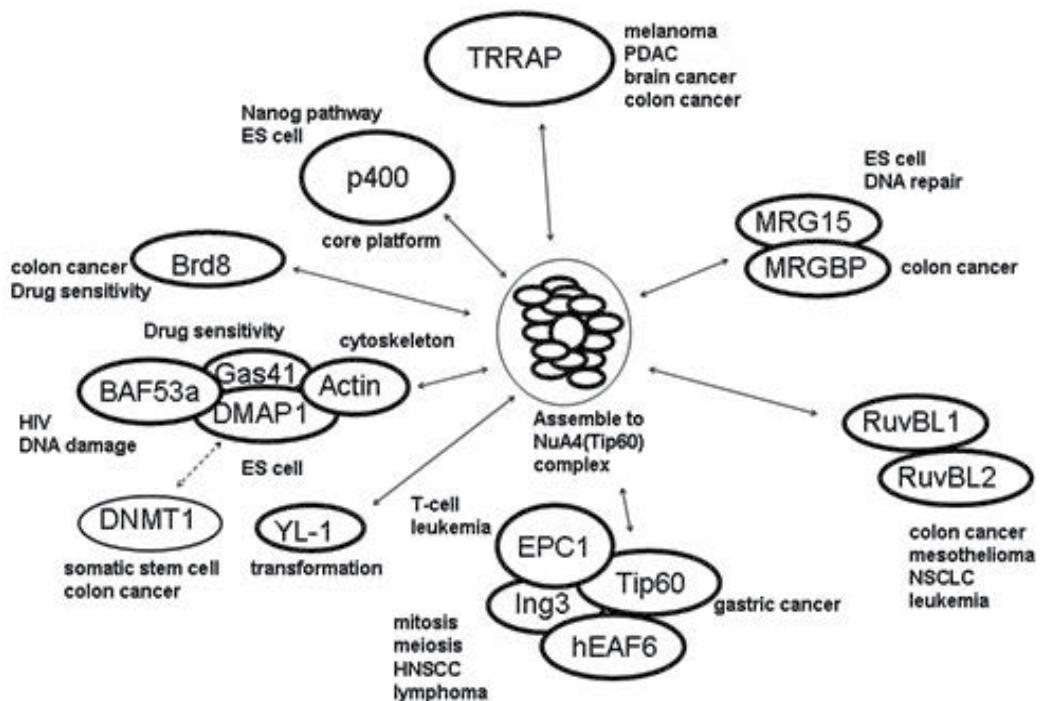 TRRAP
melanoma
PDAC
brain cancer
colon cancer
Nanog pathway
ES cell
p400
core platform
ES cell
DNA repair
MRG15
MRGBP
colon cancer
Brd8
colon cancer
Drug sensitivity
Drug sensitivity
cytoskeleton
Gas41
BAF53a
Actin
DMAP1
HIV
DNA damage
ES cell
Assemble to
NuA4(Tip60)
complex
RuvBL1
RuvBL2
colon cancer
mesothelioma
NSCLC
leukemia
DNMT1
somatic stem cell
colon cancer
YL-1
transformation
T-cell
leukemia
EPC1
Tip60
Ing3
hEAF6
gastric cancer
mitosis
meiosis
HNSCC
lymphoma